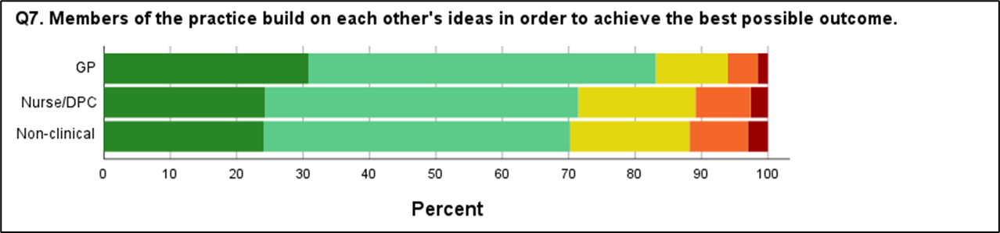 Q7. Members of the practice build on each other's ideas in order to achieve the best possible outcome.
GP
Nurse/DPC
Non-clinical
0 10 20 30 40 50 60 70 80 90 100
Percent